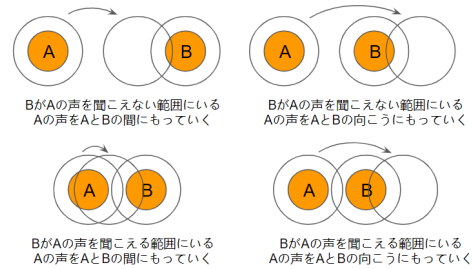 A
B
A
B
BがAの声を聞こえない範囲にいる
Aの声をAとBの間にもっていく
BがAの声を聞こえない範囲にいる
Aの声をAとBの向こうにもっていく
A
B
A
B
BがAの声を聞こえる範囲にいる
Aの声をAとBの間にもっていく
BがAの声を聞こえる範囲にいる
Aの声をAとBの向こうにもっていく